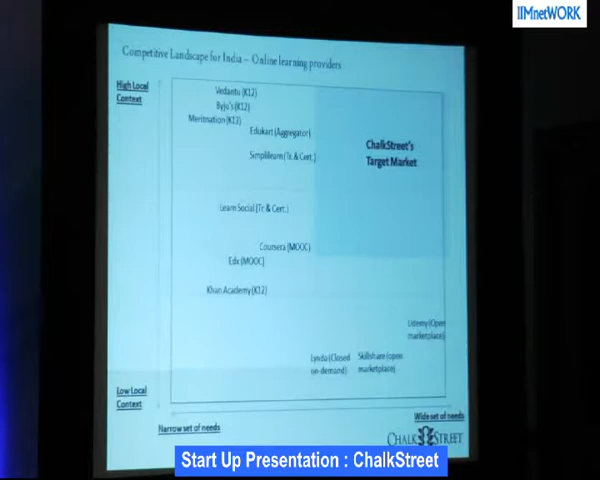 IIMnetWORK
Competitive Landscape for India – Online learning providers
High Local
Context
Vedantu (K12)
Byju's (K12)
Meritnation (K12)
Edukart (Aggregator)
Simplilearn (Tr. & Cert.)
ChalkStreet's
Target Market
Learn Social (Tr & Cert.)
Coursera (MOOC)
Edx (MOOC)
Khan Academy (K12)
Udemy (Open
marketplace)
Lynda (Closed
on-demand)
Skillshare (open
marketplace)
Low Local
Context
Narrow set of needs
Wide set of needs
CHALK STREET
Start Up Presentation : ChalkStreet